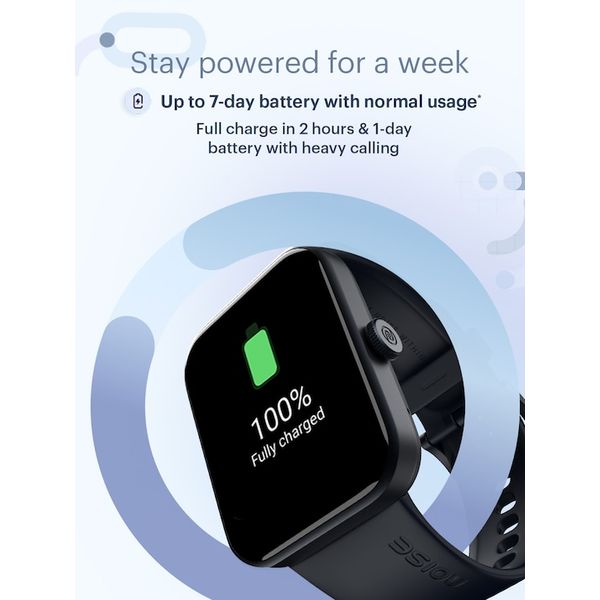 Stay powered for a week
Up to 7-day battery with normal usage*
Full charge in 2 hours & 1-day
battery with heavy calling
100%
Fully charged
NOISE